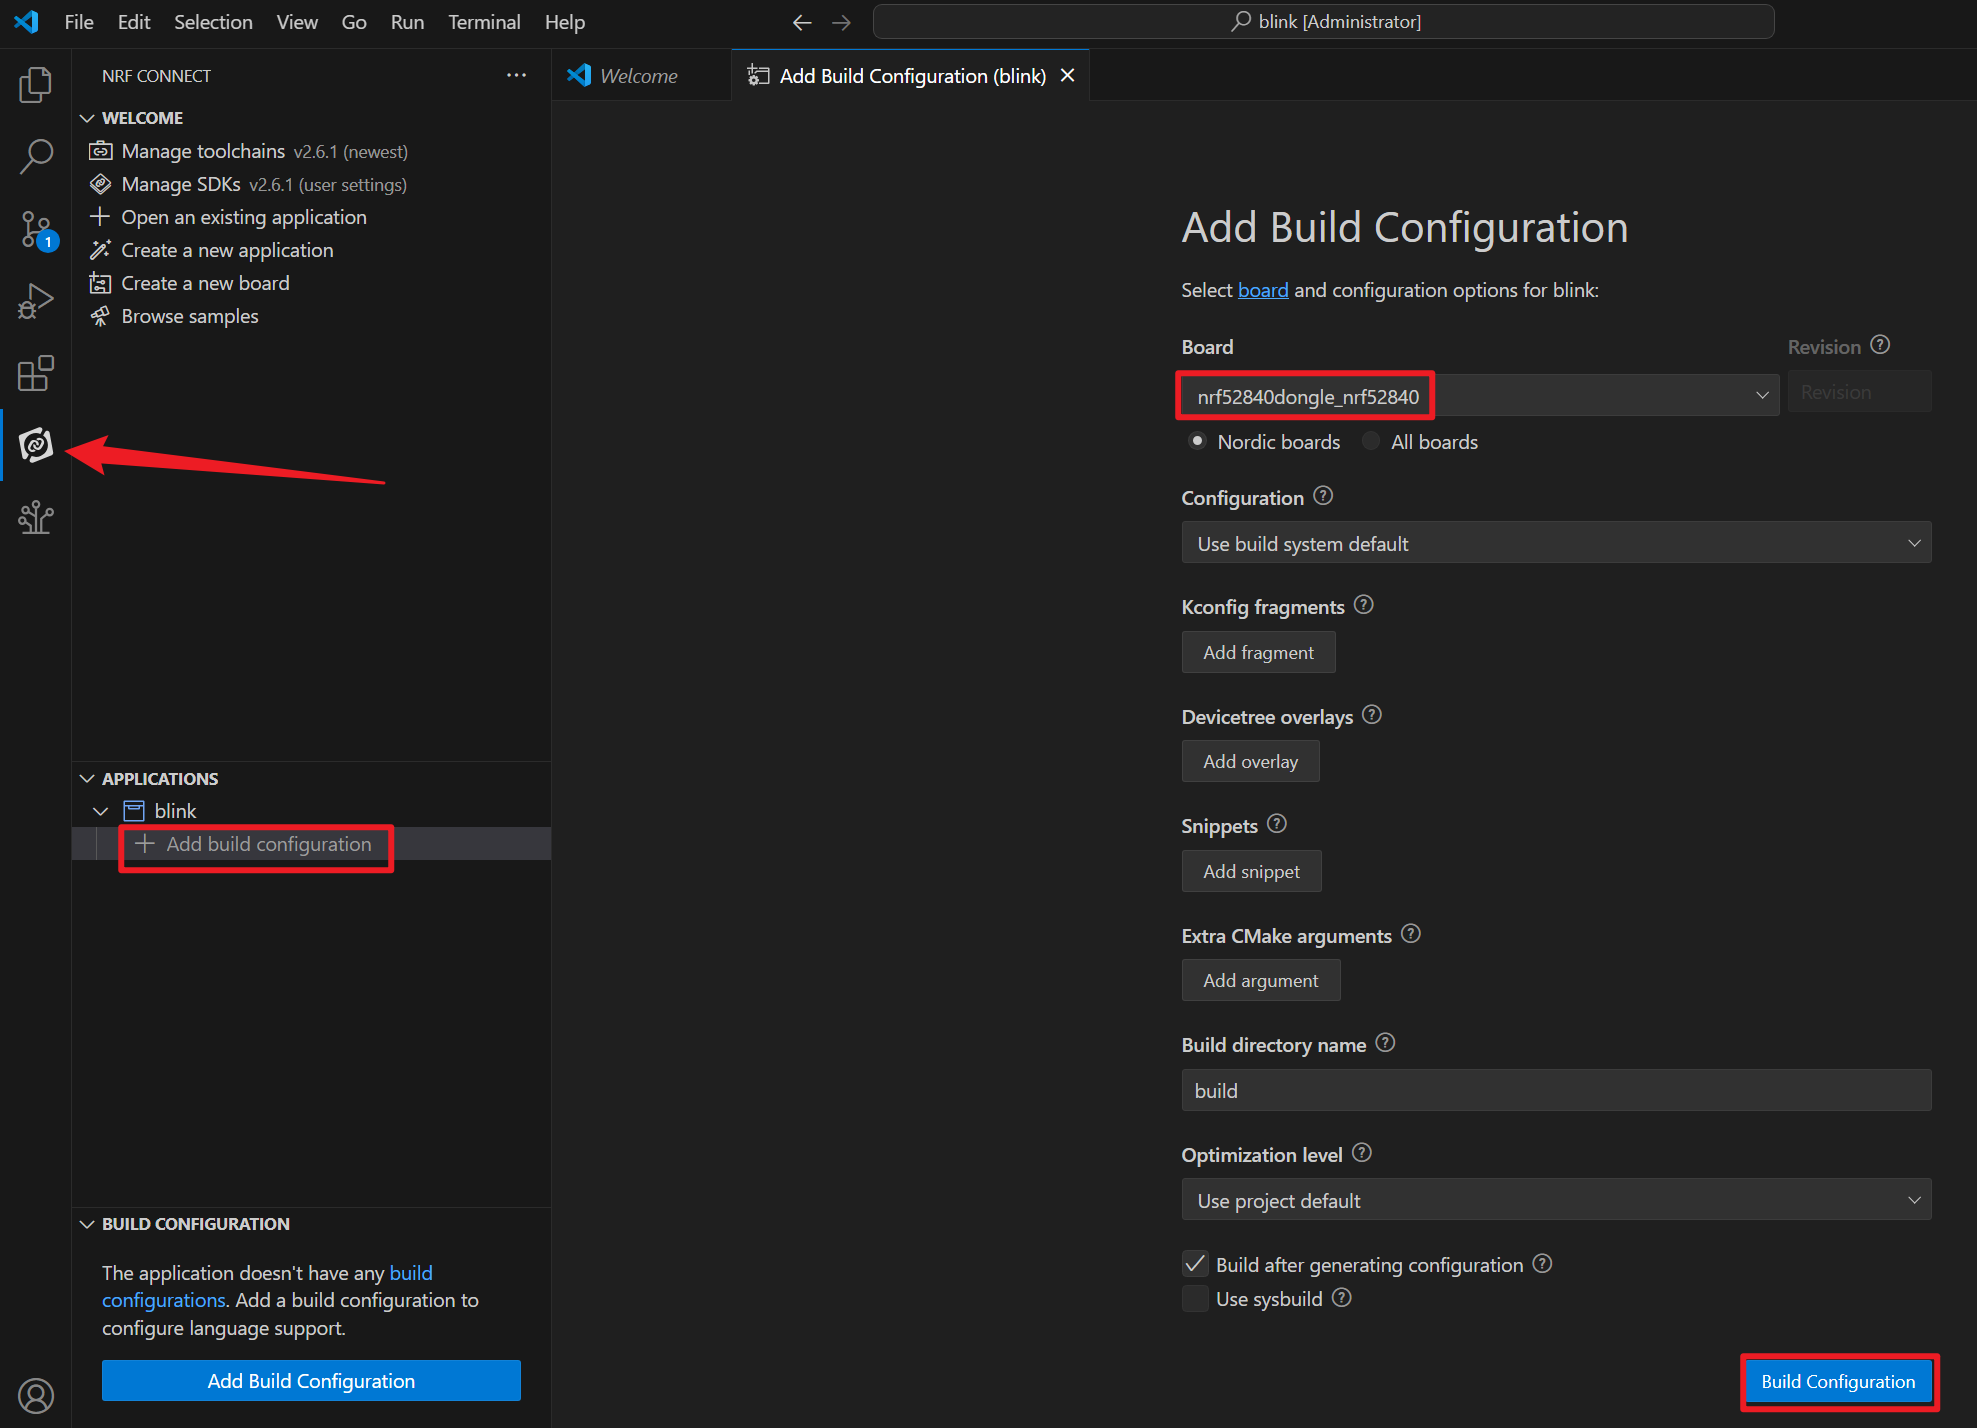 File Edit Selection View Go Run Terminal Help
blink [Administrator]
NRF CONNECT
WELCOME
Manage toolchains v2.6.1 (newest)
Manage SDKs v2.6.1 (user settings)
Open an existing application
Create a new application
Create a new board
Browse samples
1
APPLICATIONS
blink
Add build configuration
BUILD CONFIGURATION
The application doesn't have any build
configurations. Add a build configuration to
configure language support.
Add Build Configuration
Welcome
Add Build Configuration (blink)
Add Build Configuration
Select board and configuration options for blink:
Board
Revision
nrf52840dongle_nrf52840
Revision
Nordic boards All boards
Configuration
Use build system default
Kconfig fragments
Add fragment
Devicetree overlays
Add overlay
Snippets
Add snippet
Extra CMake arguments
Add argument
Build directory name
build
Optimization level
Use project default
Build after generating configuration
Use sysbuild
Build Configuration